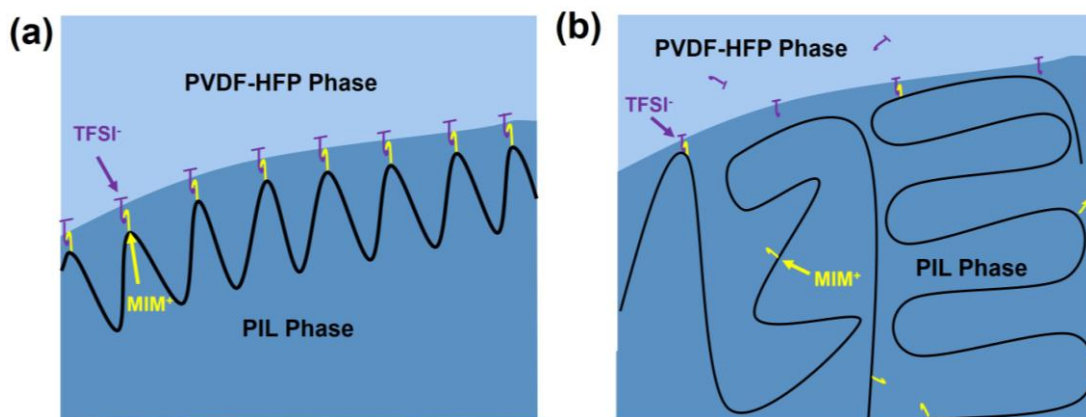 (a)
PVDF-HFP Phase
TFSI⁻
MIM⁺
PIL Phase
(b)
PVDF-HFP Phase
TFSI⁻
MIM⁺
PIL Phase